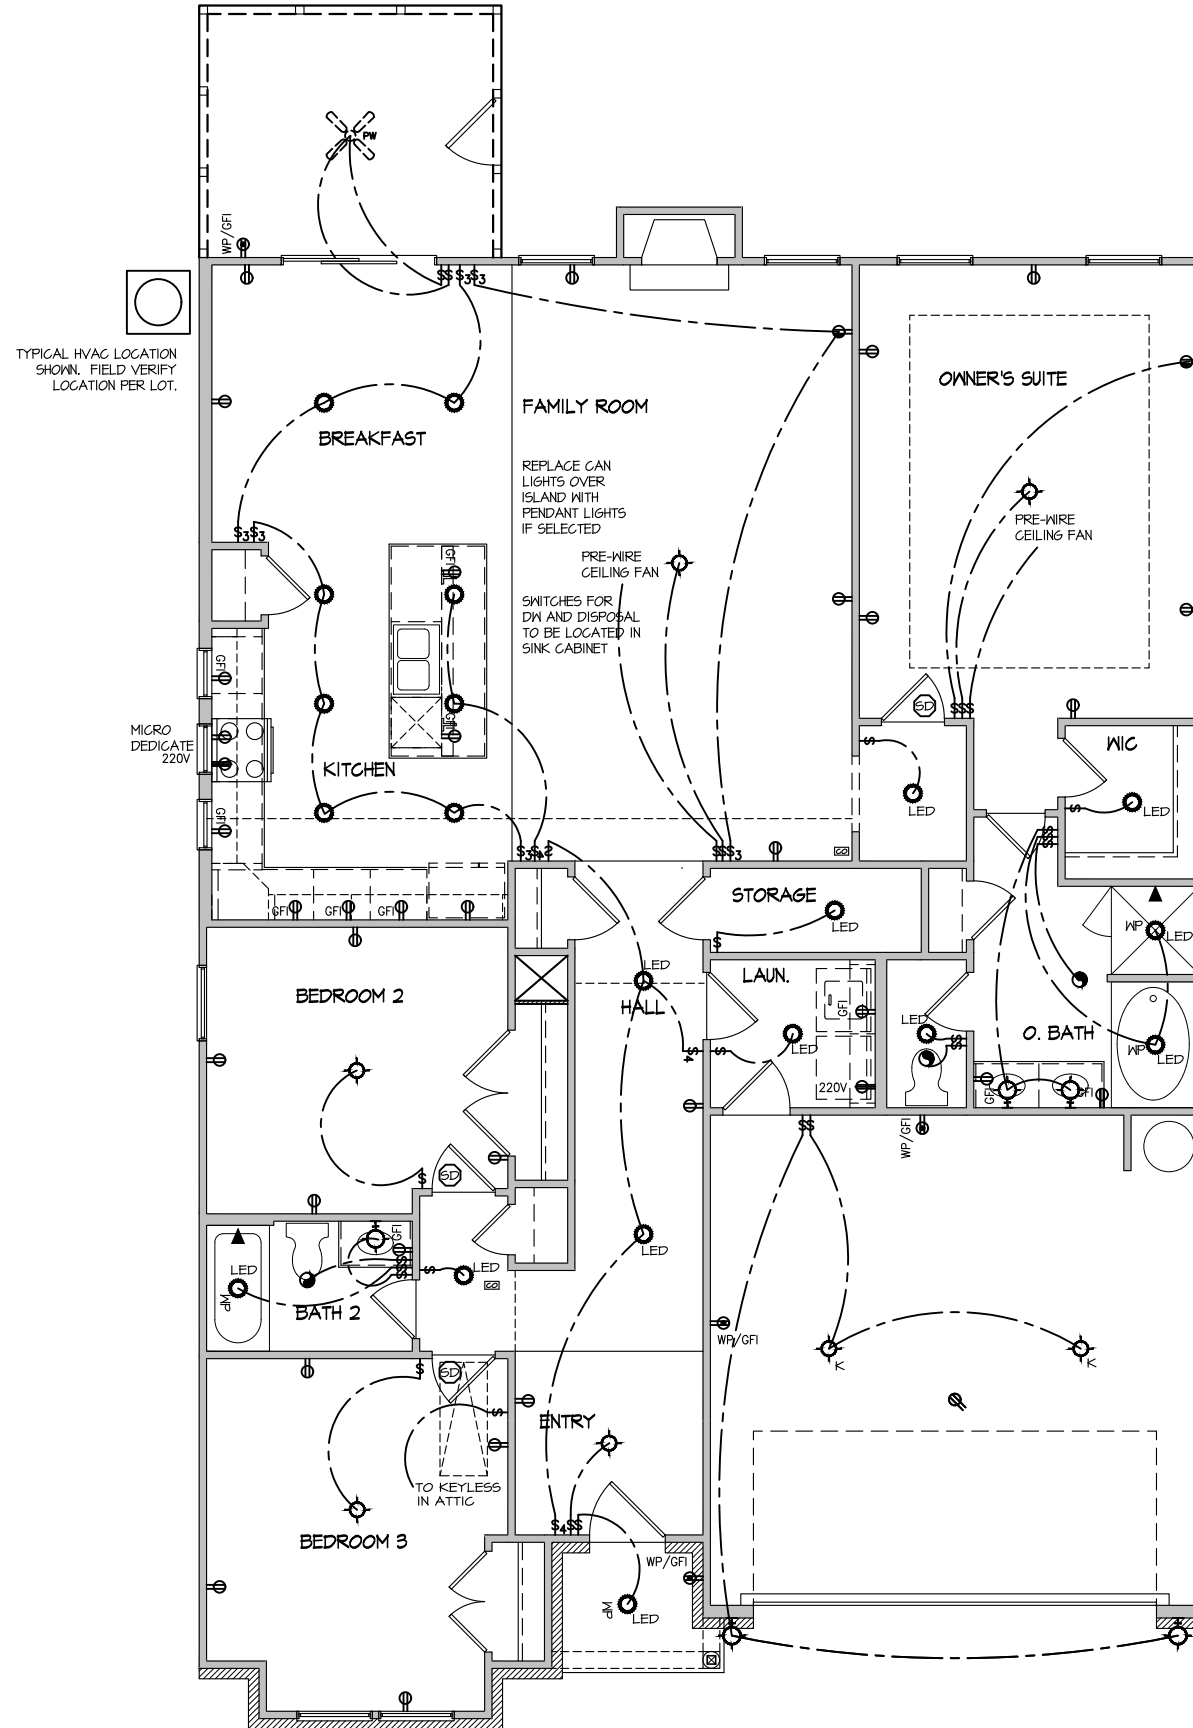 PW
WP/GFI
$$ $3 $3
TYPICAL HVAC LOCATION
SHOWN. FIELD VERIFY
LOCATION PER LOT.
BREAKFAST
FAMILY ROOM
OWNER'S SUITE
REPLACE CAN
LIGHTS OVER
ISLAND WITH
PENDANT LIGHTS
IF SELECTED
PRE-WIRE
CEILING FAN
PRE-WIRE
CEILING FAN
$3$3
GFI
SWITCHES FOR
DW AND DISPOSAL
TO BE LOCATED IN
SINK CABINET
GFI
GFI
SD
$$$
MICRO
DEDICATE
220V
KITCHEN
WIC
$
LED
$
LED
GFI
$3$4$
$$$3
$$$
STORAGE
LED
$
GFI
GFI
GFI
WP
LED
BEDROOM 2
LED
HALL
LAUN.
GFI
LED
LED
O. BATH
$4
$
$$
WP
LED
220V
GFI
GFI
$$
WP/GFI
SD
$
GFI
LED
LED
LED
WP
$$$
$
BATH 2
WP/GFI
K
K
$
SD
$
ENTRY
TO KEYLESS
IN ATTIC
$4$$
BEDROOM 3
WP/GFI
WP
LED